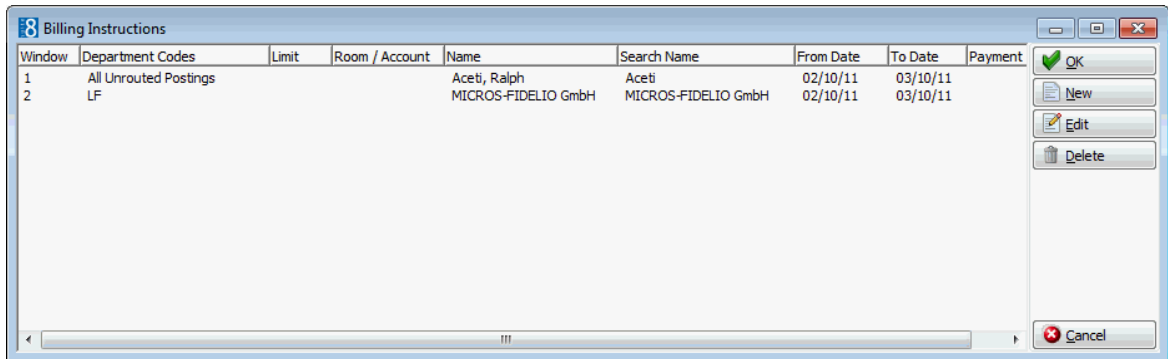 8 Billing Instructions
Window Department Codes Limit Room / Account Name Search Name From Date To Date Payment
1 All Unrouted Postings Aceti, Ralph Aceti 02/10/11 03/10/11
2 LF MICROS-FIDELIO GmbH MICROS-FIDELIO GmbH 02/10/11 03/10/11
OK
New
Edit
Delete
Cancel